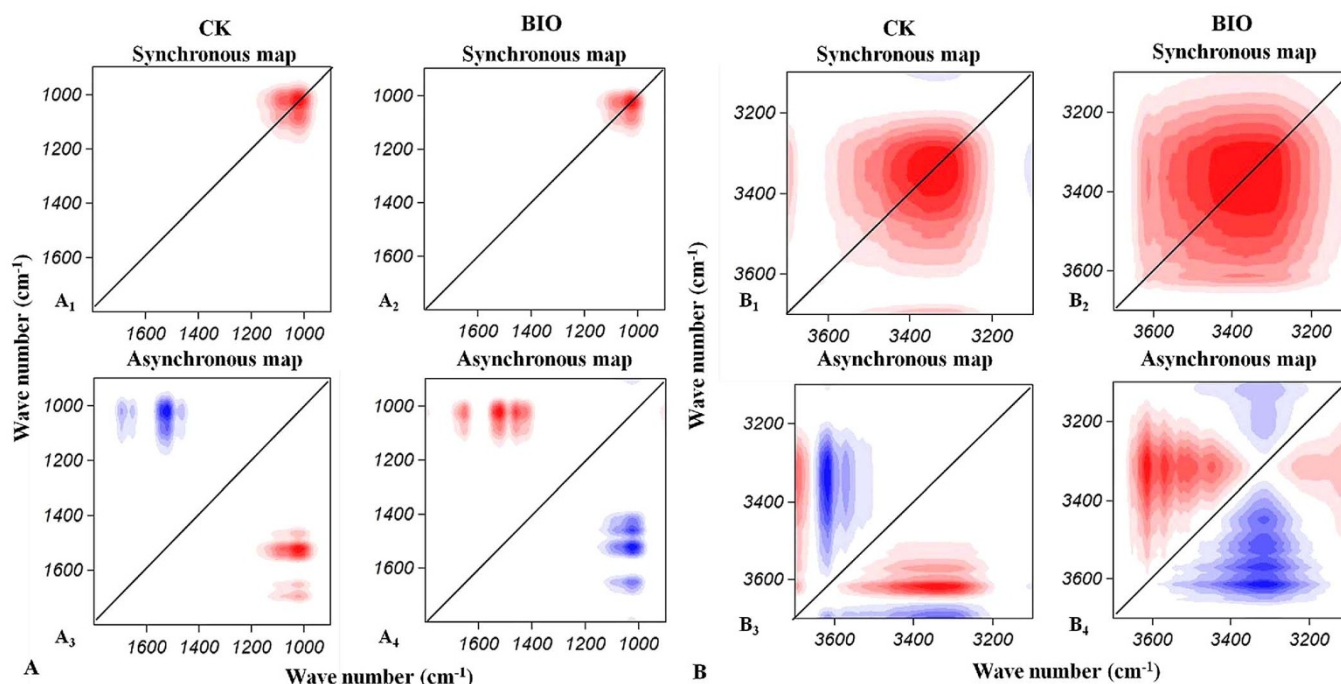 CK
Synchronous map
BIO
Synchronous map
CK
Synchronous map
BIO
Synchronous map
1000
1200
1400
1600
A1
1600 1400 1200 1000
1000
1200
1400
1600
A2
1600 1400 1200 1000
3200
3400
3600
B1
3600 3400 3200
3200
3400
3600
B2
3600 3400 3200
Wave number (cm-1)
Wave number (cm-1)
Asynchronous map
Asynchronous map
Asynchronous map
Asynchronous map
1000
1200
1400
1600
A3
1600 1400 1200 1000
1000
1200
1400
1600
A4
1600 1400 1200 1000
3200
3400
3600
B3
3600 3400 3200
3200
3400
3600
B4
3600 3400 3200
A
Wave number (cm-1)
B
Wave number (cm-1)